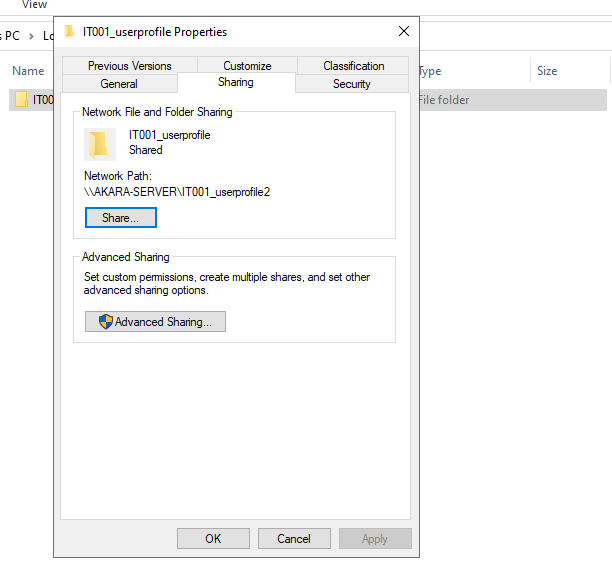 View
IT001_userprofile Properties
s PC > Lo
Name
Type
Size
IT00
File folder
Previous Versions
Customize
Classification
General
Sharing
Security
Network File and Folder Sharing
IT001_userprofile
Shared
Network Path:
\\AKARA-SERVER\IT001_userprofile2
Share...
Advanced Sharing
Set custom permissions, create multiple shares, and set other
advanced sharing options.
Advanced Sharing...
OK
Cancel
Apply